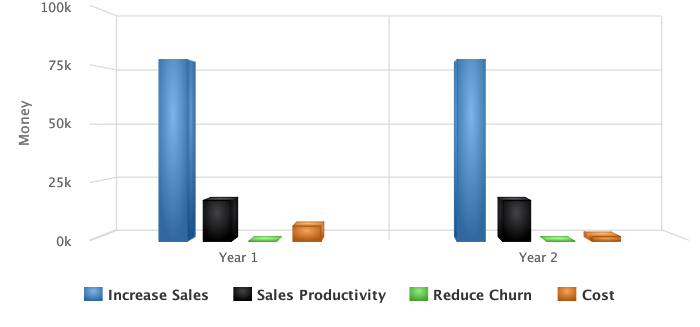 100k
75k
50k
25k
0k
Money
Year 1
Year 2
Increase Sales
Sales Productivity
Reduce Churn
Cost